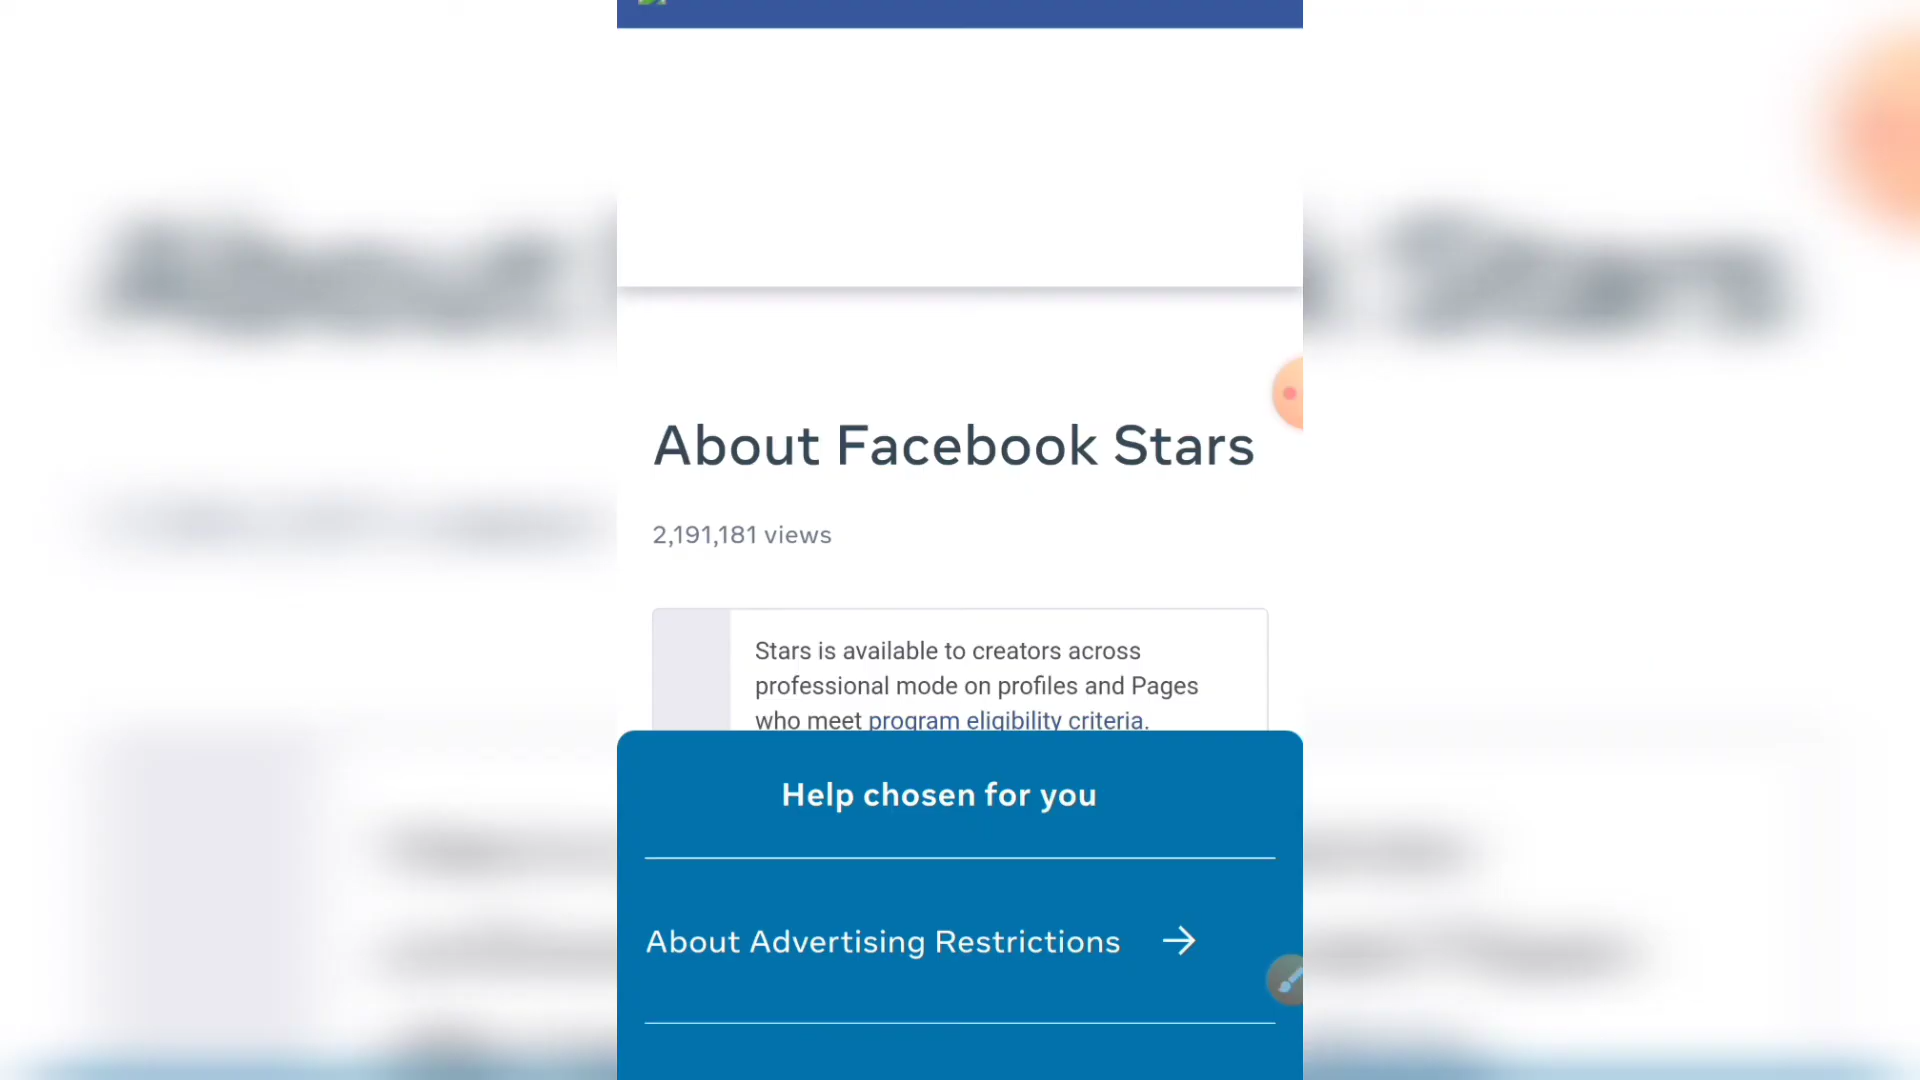 About Facebook Stars
2,191,181 views
Stars is available to creators across
professional mode on profiles and Pages
who meet program eligibility criteria.
Help chosen for you
About Advertising Restrictions